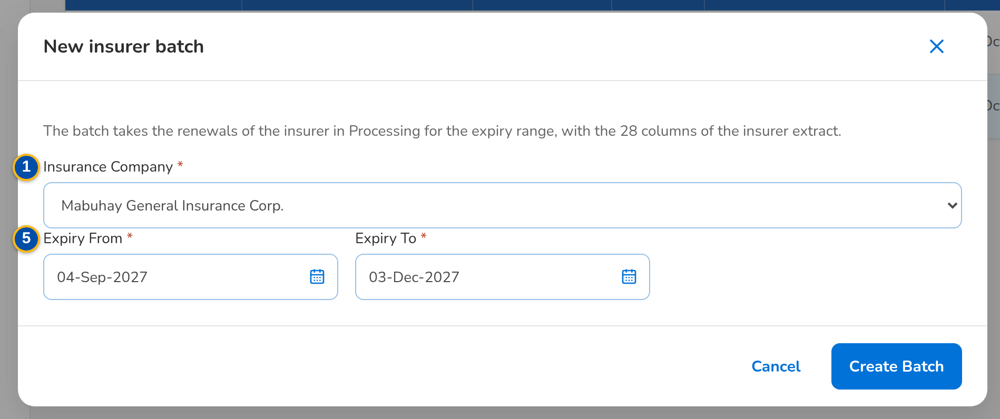 New insurer batch
The batch takes the renewals of the insurer in Processing for the expiry range, with the 28 columns of the insurer extract.
1 Insurance Company *
Mabuhay General Insurance Corp.
5 Expiry From * Expiry To *
04-Sep-2027 03-Dec-2027
Cancel Create Batch